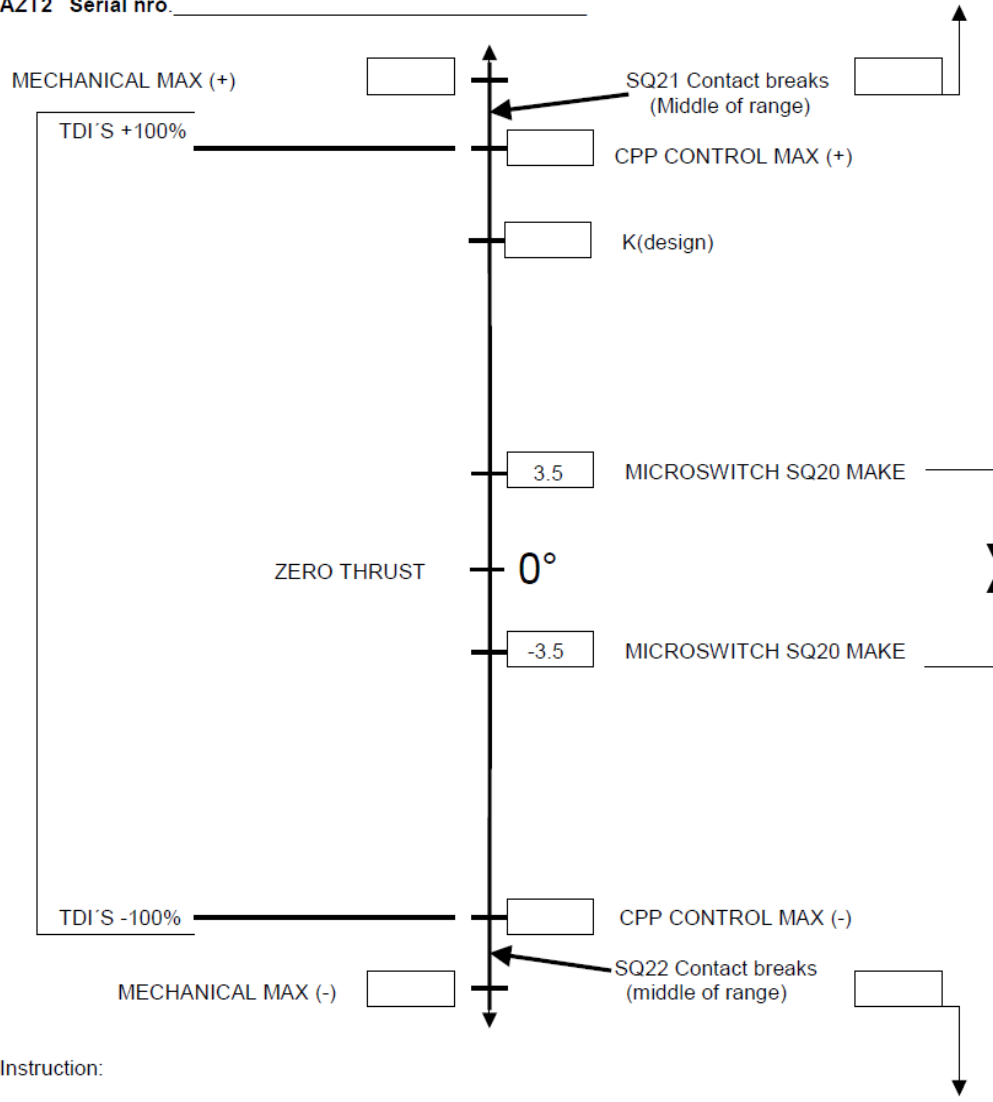 AZT2 Serial nro.
MECHANICAL MAX (+)
SQ21 Contact breaks
(Middle of range)
TDI´S +100%
CPP CONTROL MAX (+)
K(design)
3.5
MICROSWITCH SQ20 MAKE
ZERO THRUST
0°
-3.5
MICROSWITCH SQ20 MAKE
TDI´S -100%
CPP CONTROL MAX (-)
SQ22 Contact breaks
(middle of range)
MECHANICAL MAX (-)
Instruction: